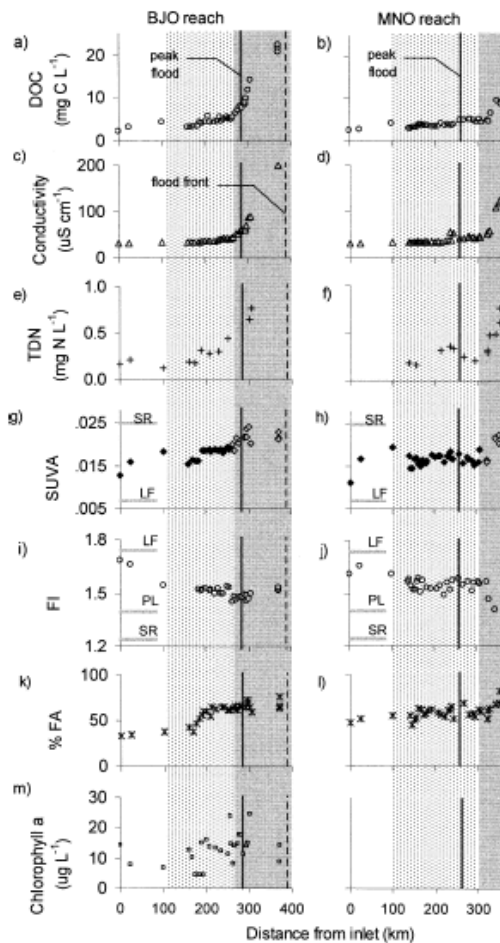 BJO reach MNO reach
a) DOC (mg C L-1) 20 10 0 peak flood
b) peak flood
c) Conductivity (uS cm-1) 200 100 0 flood front
d)
e) TDN (mg N L-1) 1.0 0.5 0.0
f)
g) SUVA .025 .015 .005 SR LF
h) SR LF
i) FI 1.8 1.5 1.2 LF PL SR
j) LF PL SR
k) % FA 100 50 0
l)
m) Chlorophyll a (ug L-1) 30 20 10 0
0 100 200 300 400 0 100 200 300
Distance from inlet (km)